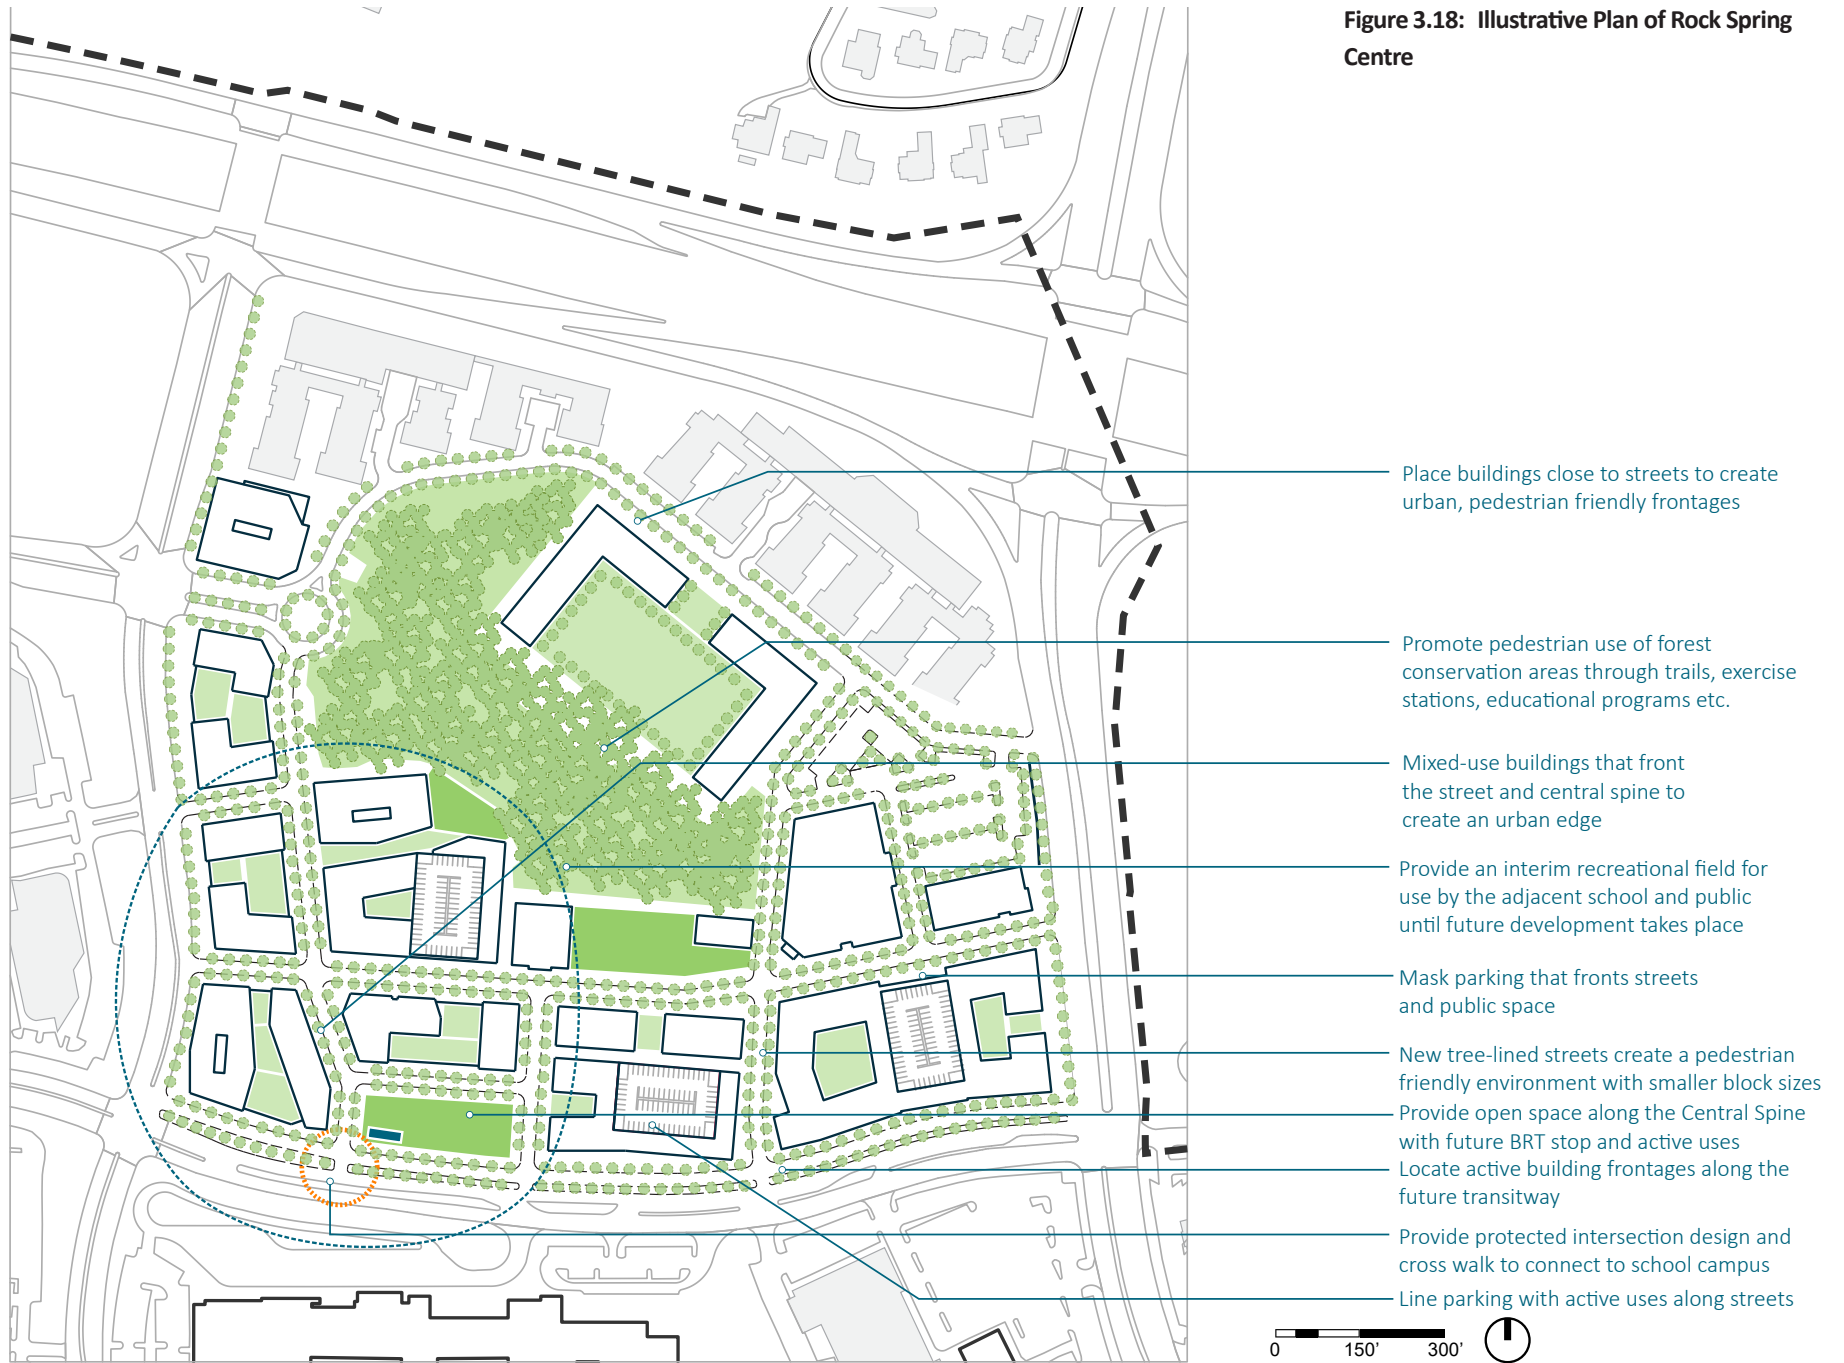 Figure 3.18: Illustrative Plan of Rock Spring
Centre
Place buildings close to streets to create
urban, pedestrian friendly frontages
Promote pedestrian use of forest
conservation areas through trails, exercise
stations, educational programs etc.
Mixed-use buildings that front
the street and central spine to
create an urban edge
Provide an interim recreational field for
use by the adjacent school and public
until future development takes place
Mask parking that fronts streets
and public space
New tree-lined streets create a pedestrian
friendly environment with smaller block sizes
Provide open space along the Central Spine
with future BRT stop and active uses
Locate active building frontages along the
future transitway
Provide protected intersection design and
cross walk to connect to school campus
Line parking with active uses along streets
0 150' 300'